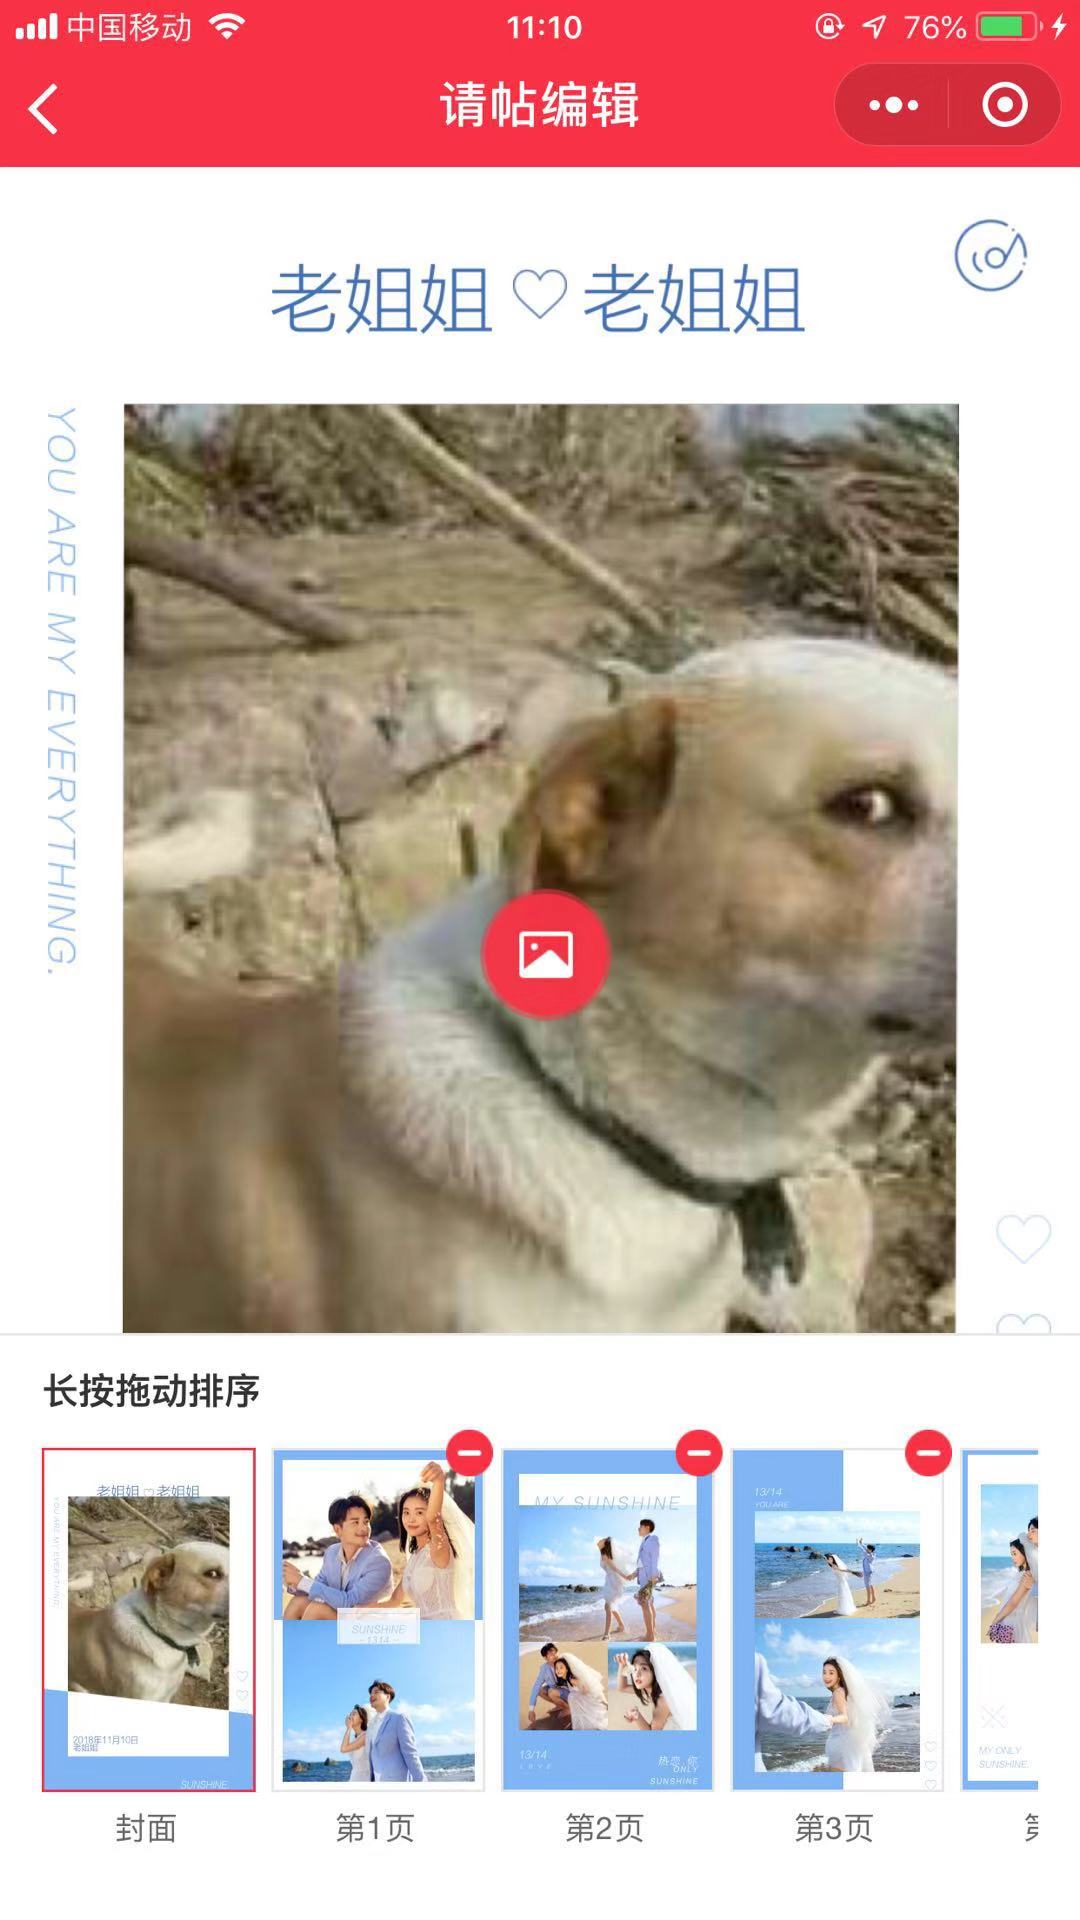 中国移动
11:10
76%
请帖编辑
老姐姐♡老姐姐
YOU ARE MY EVERYTHING.
长按拖动排序
老姐姐♡老姐姐
YOU ARE MY EVERYTHING.
2018年11月10日
老姐姐
SUNSHINE.
封面
SUNSHINE
-1314-
第1页
MY SUNSHINE
13/14
LOVE
热恋.你
ONLY
SUNSHINE
第2页
13/14
YOU ARE
第3页
MY ONLY
SUNSHINE.